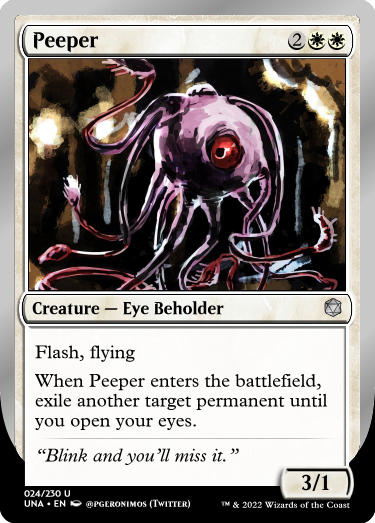 Peeper 2
Creature — Eye Beholder
Flash, flying
When Peeper enters the battlefield,
exile another target permanent until
you open your eyes.
“Blink and you’ll miss it.”
3/1
024/230 U
UNA • EN @PGERONIMOS (TWITTER) ™ & © 2022 Wizards of the Coast